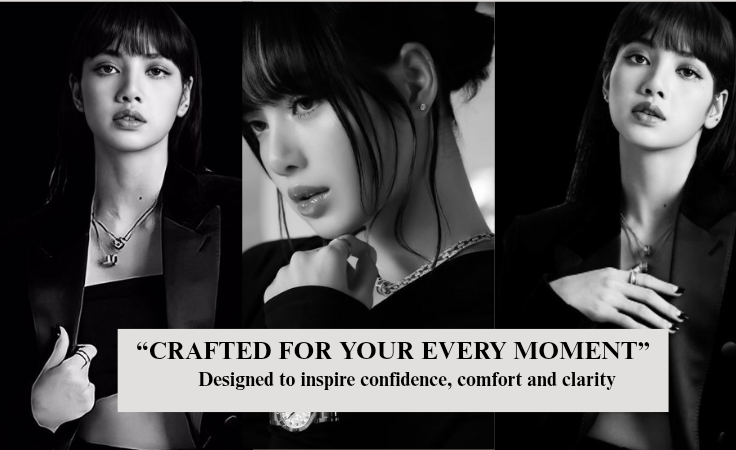 “CRAFTED FOR YOUR EVERY MOMENT”
Designed to inspire confidence, comfort and clarity